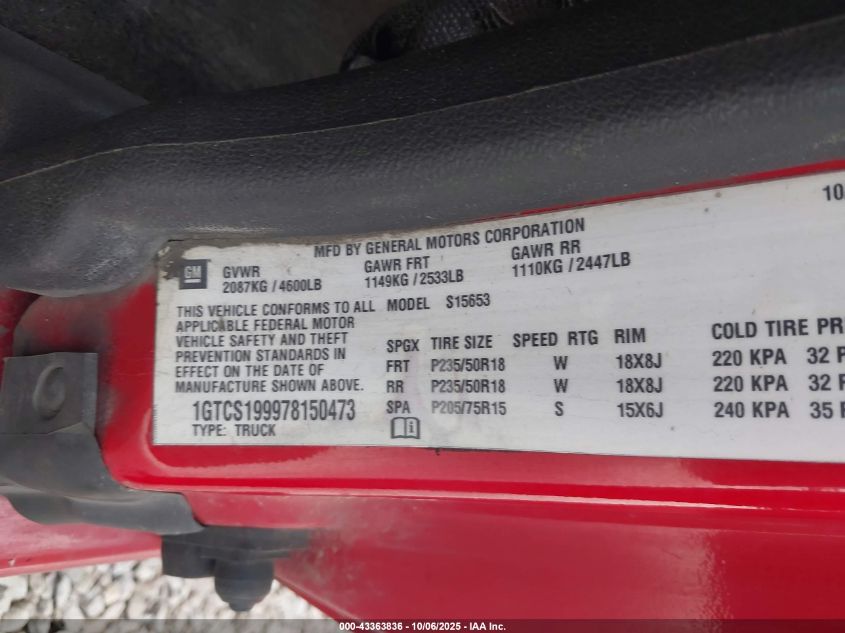 10
MFD BY GENERAL MOTORS CORPORATION
GM
GVWR GAWR FRT GAWR RR
2087KG / 4600LB 1149KG / 2533LB 1110KG / 2447LB
THIS VEHICLE CONFORMS TO ALL
APPLICABLE FEDERAL MOTOR
VEHICLE SAFETY AND THEFT
PREVENTION STANDARDS IN
EFFECT ON THE DATE OF
MANUFACTURE SHOWN ABOVE.
1GTCS199978150473
TYPE: TRUCK
MODEL S15653
SPGX TIRE SIZE SPEED RTG RIM COLD TIRE PR
FRT P235/50R18 W 18X8J 220 KPA 32 P
RR P235/50R18 W 18X8J 220 KPA 32 P
SPA P205/75R15 S 15X6J 240 KPA 35 P
i
000-43363836 - 10/06/2025 - IAA Inc.